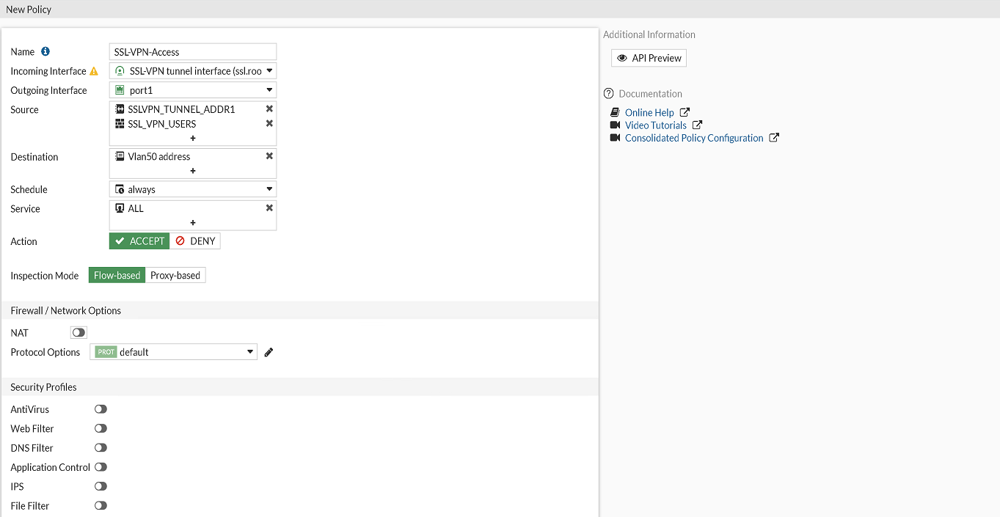 New Policy
Name
SSL-VPN-Access
Incoming Interface
SSL-VPN tunnel interface (ssl.roo
Outgoing Interface
port1
Source
SSLVPN_TUNNEL_ADDR1
SSL_VPN_USERS
+
Destination
Vlan50 address
+
Schedule
always
Service
ALL
+
Action
ACCEPT DENY
Inspection Mode
Flow-based Proxy-based
Firewall / Network Options
NAT
Protocol Options
PROT default
Security Profiles
AntiVirus
Web Filter
DNS Filter
Application Control
IPS
File Filter
Additional Information
API Preview
Documentation
Online Help
Video Tutorials
Consolidated Policy Configuration